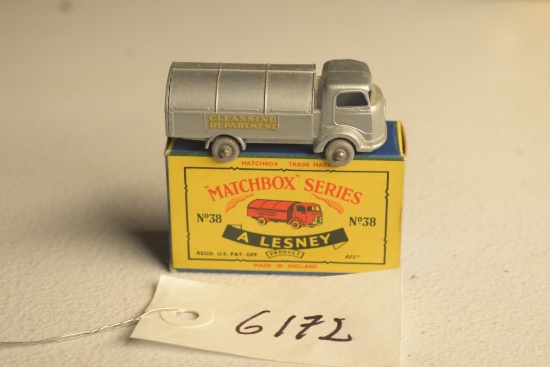 CLEANSING
DEPARTMENT
MATCHBOX TRADE MARK
"MATCHBOX" SERIES
No38 No38
A LESNEY
REGD. U.S. PAT. OFF. PRODUCT
MADE IN ENGLAND
6172